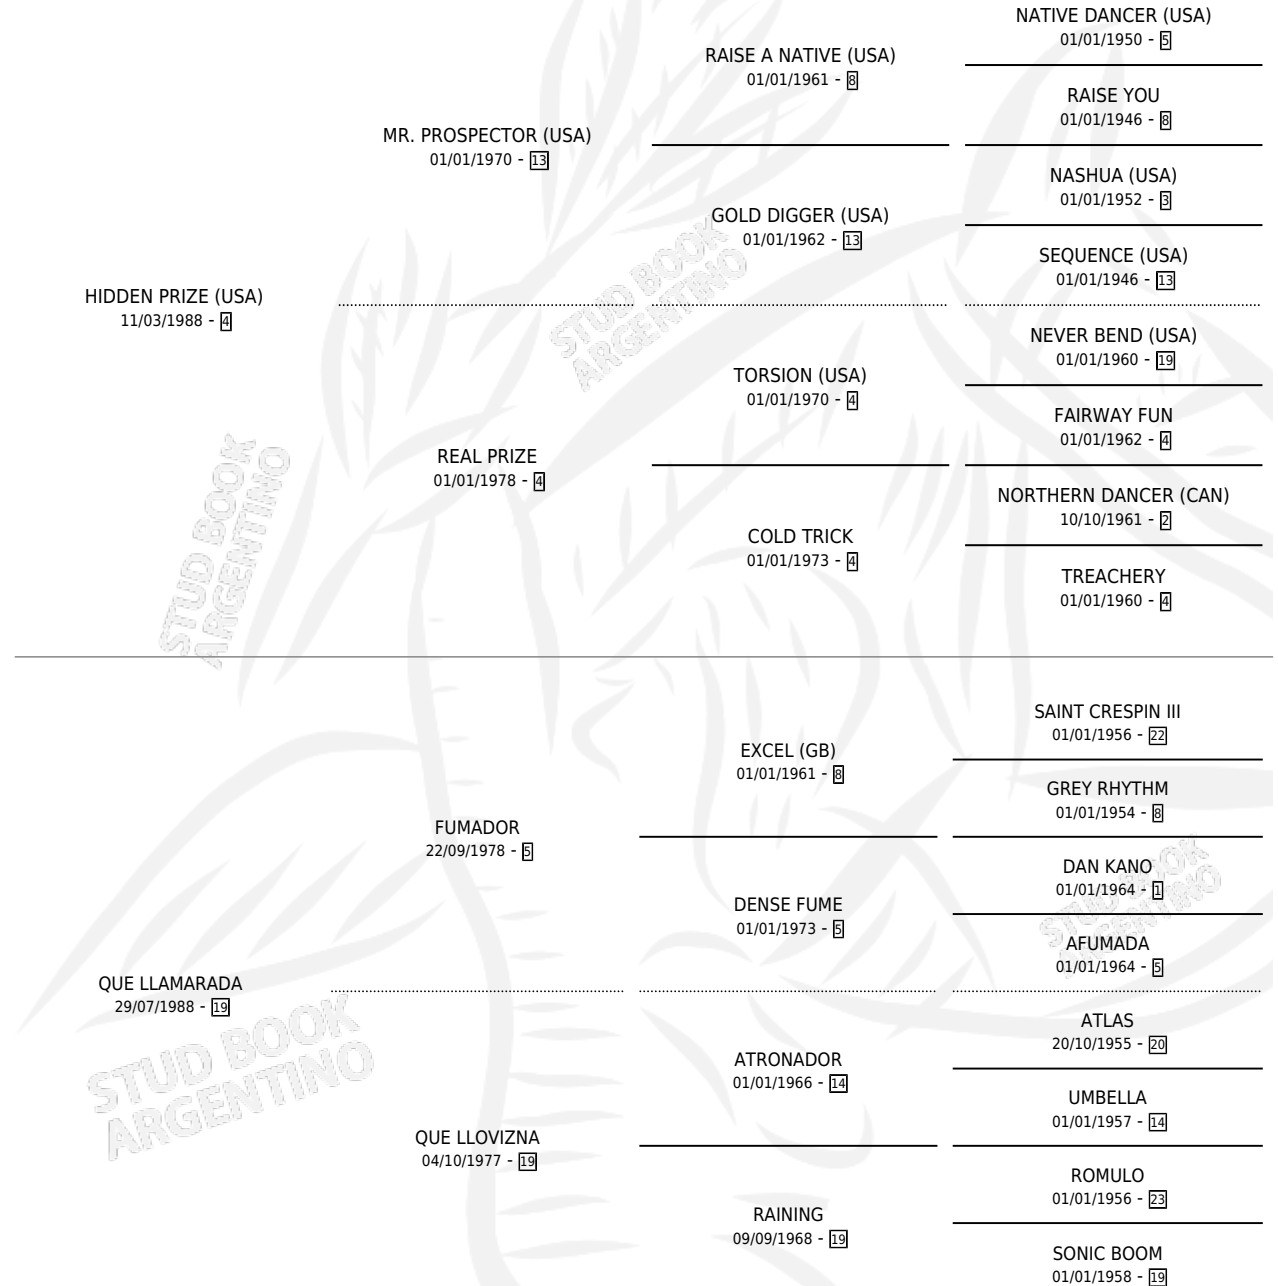 NATIVE DANCER (USA)
01/01/1950 - 5
RAISE A NATIVE (USA)
01/01/1961 - 8
RAISE YOU
01/01/1946 - 8
MR. PROSPECTOR (USA)
01/01/1970 - 13
NASHUA (USA)
01/01/1952 - 3
GOLD DIGGER (USA)
01/01/1962 - 13
SEQUENCE (USA)
01/01/1946 - 13
HIDDEN PRIZE (USA)
11/03/1988 - 4
STUD BOOK
ARGENTINO
NEVER BEND (USA)
01/01/1960 - 19
TORSION (USA)
01/01/1970 - 4
FAIRWAY FUN
01/01/1962 - 4
REAL PRIZE
01/01/1978 - 4
NORTHERN DANCER (CAN)
10/10/1961 - 2
COLD TRICK
01/01/1973 - 4
TREACHERY
01/01/1960 - 4
STUD BOOK
ARGENTINO
SAINT CRESPIN III
01/01/1956 - 22
EXCEL (GB)
01/01/1961 - 8
GREY RHYTHM
01/01/1954 - 8
FUMADOR
22/09/1978 - 5
DAN KANO
01/01/1964 - 1
DENSE FUME
01/01/1973 - 5
AFUMADA
01/01/1964 - 5
STUD BOOK
ARGENTINO
QUE LLAMARADA
29/07/1988 - 19
ATLAS
20/10/1955 - 20
ATRONADOR
01/01/1966 - 14
UMBELLA
01/01/1957 - 14
STUD BOOK
ARGENTINO
QUE LLOVIZNA
04/10/1977 - 19
ROMULO
01/01/1956 - 23
RAINING
09/09/1968 - 19
SONIC BOOM
01/01/1958 - 19